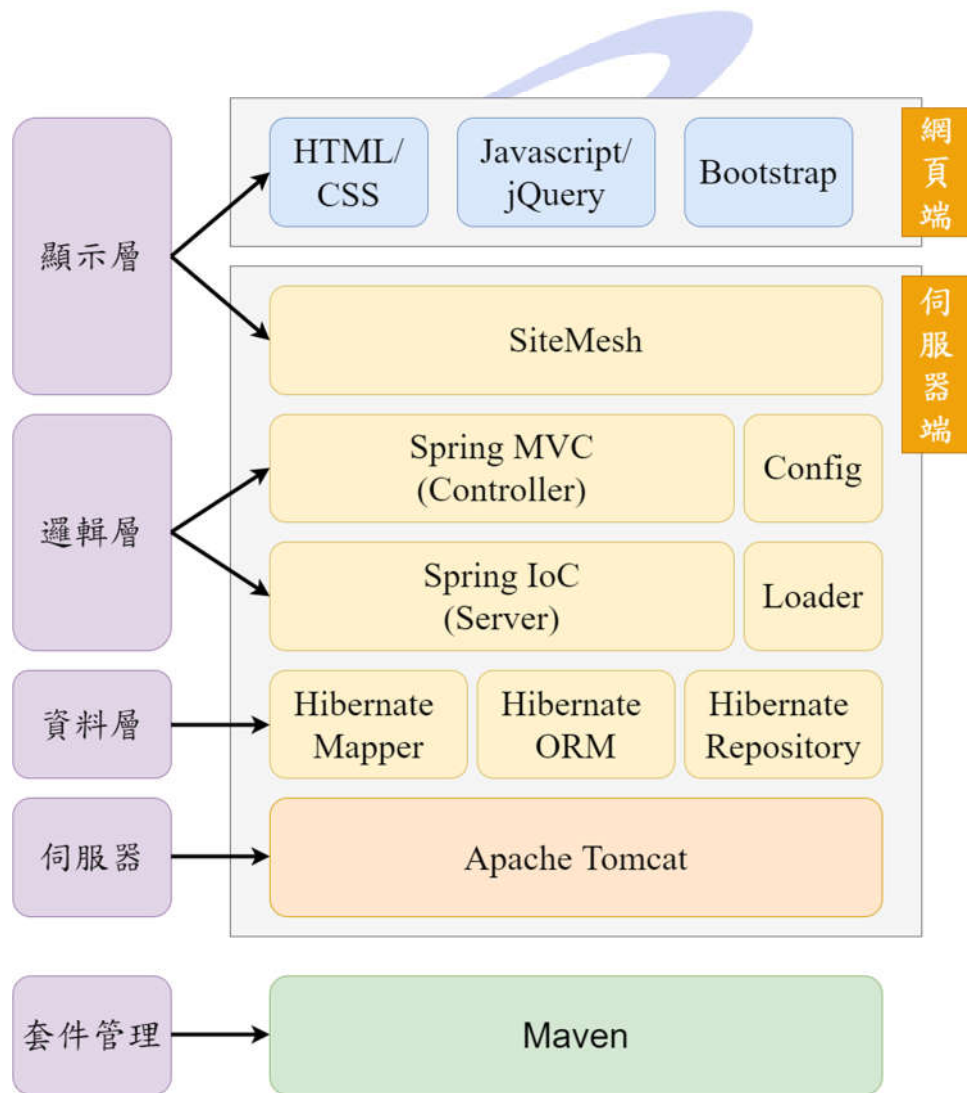 顯示層
HTML/
CSS
Javascript/
jQuery
Bootstrap
網頁端
SiteMesh
伺服器端
邏輯層
Spring MVC
(Controller)
Config
Spring IoC
(Server)
Loader
資料層
Hibernate
Mapper
Hibernate
ORM
Hibernate
Repository
伺服器
Apache Tomcat
套件管理
Maven